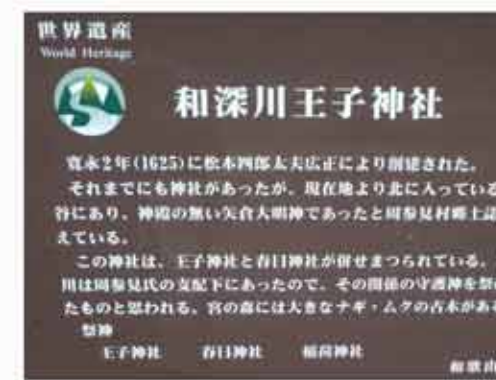 世界遺産
World Heritage
和深川王子神社
寛永2年(1625)に松本四郎太夫広正により創建された。
それまでにも神社があったが、現在地より北に入っている
谷にあり、神殿の無い矢倉大明神であったと周参見村郷土誌
えている。
この神社は、王子神社と春日神社が併せまつられている。
川は周参見氏の支配下にあったので、その関係の守護神を祭
たものと思われる、宮の森には大きなナギ・ムクの古木があ
祭神
王子神社 春日神社 稲荷神社
和歌山